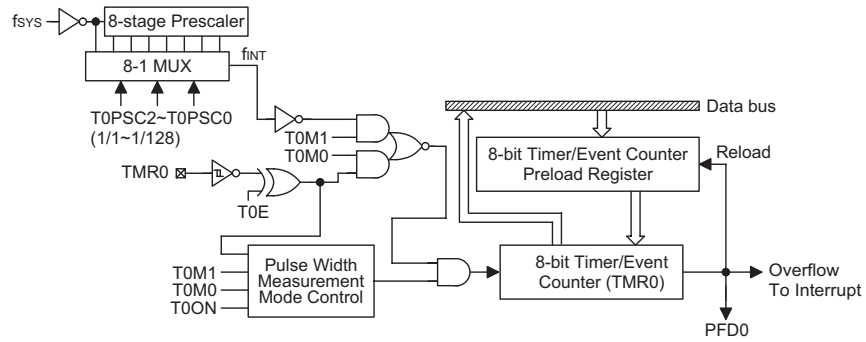 fSYS
8-stage Prescaler
8-1 MUX
fINT
T0PSC2~T0PSC0
(1/1~1/128)
T0M1
T0M0
TMR0
T0E
T0M1
T0M0
T0ON
Pulse Width
Measurement
Mode Control
Data bus
8-bit Timer/Event Counter
Preload Register
Reload
8-bit Timer/Event
Counter (TMR0)
Overflow
To Interrupt
PFD0